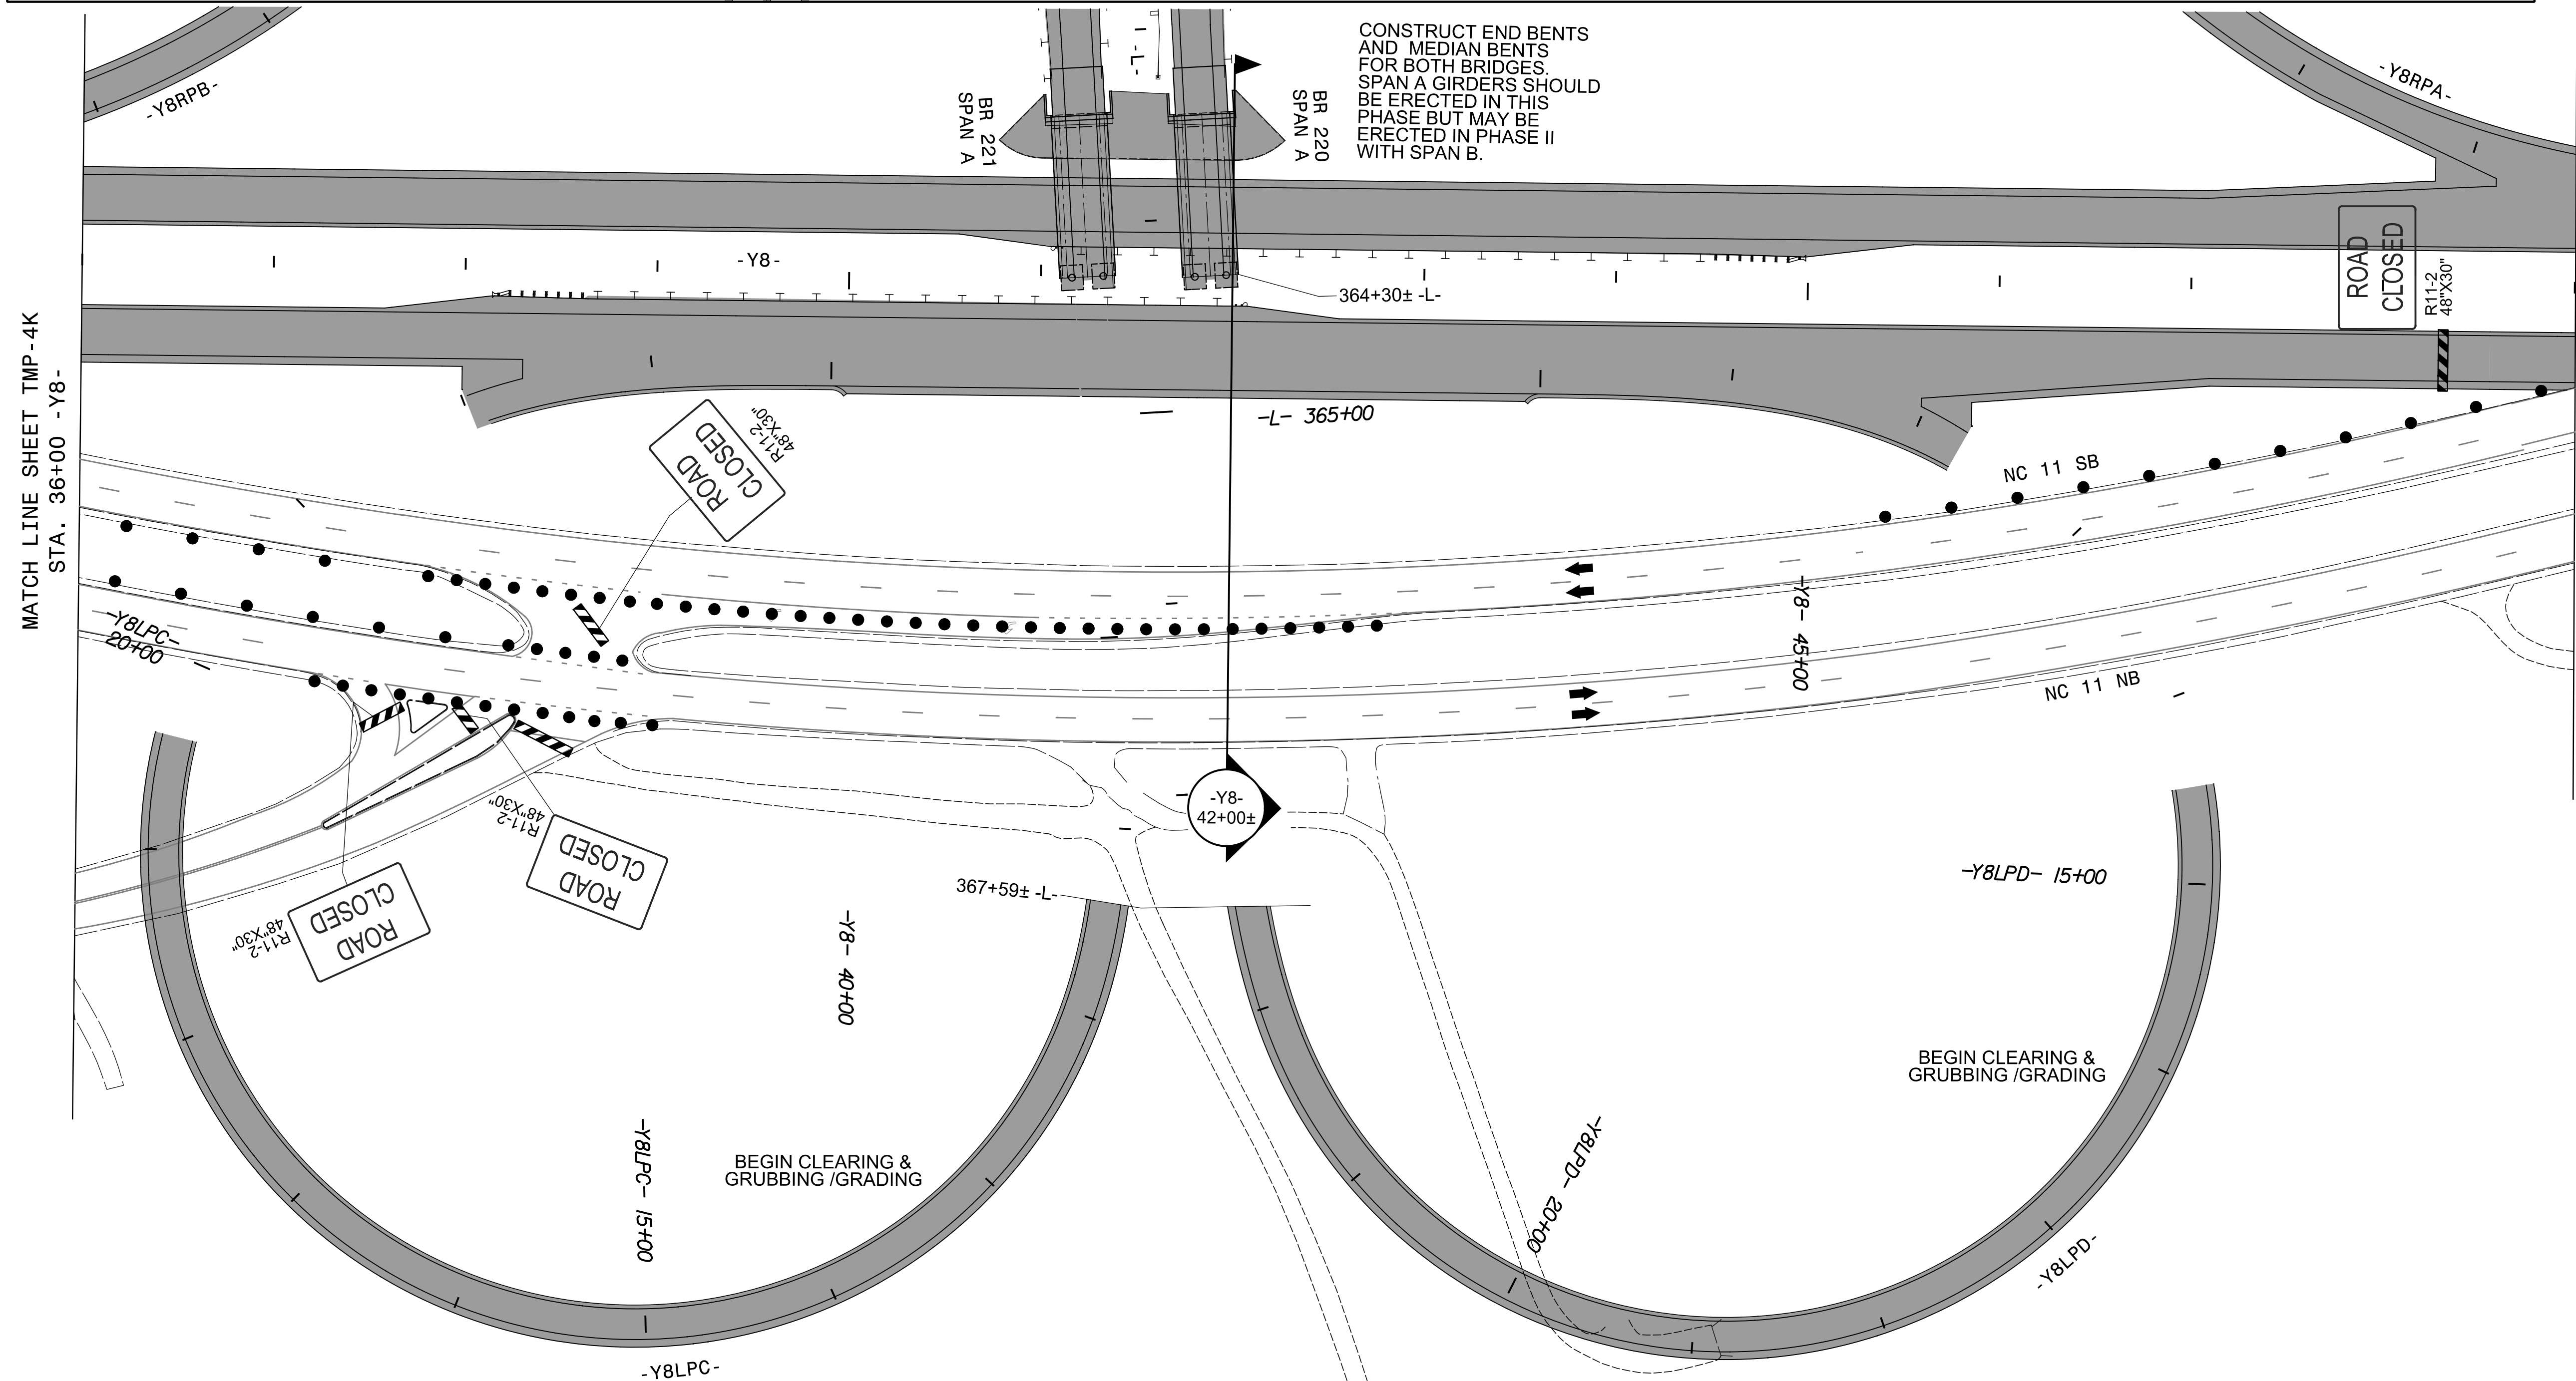 CONSTRUCT END BENTS
AND MEDIAN BENTS
FOR BOTH BRIDGES.
SPAN A GIRDERS SHOULD
BE ERECTED IN THIS
PHASE BUT MAY BE
ERECTED IN PHASE II
WITH SPAN B.
-L-
-Y8RPB-
-Y8RPA-
BR 221
SPAN A
BR 220
SPAN A
-Y8-
364+30± -L-
ROAD
CLOSED
R11-2
48"X30"
MATCH LINE SHEET TMP-4K
STA. 36+00 -Y8-
-L- 365+00
ROAD
CLOSED
R11-2
48"X30"
NC 11 SB
-Y8- 45+00
-Y8LPC-
20+00
NC 11 NB
-Y8-
42+00±
R11-2
48"X30"
ROAD
CLOSED
R11-2
48"X30"
ROAD
CLOSED
367+59± -L-
-Y8- 40+00
-Y8LPD- 15+00
BEGIN CLEARING &
GRUBBING /GRADING
-Y8LPC- 15+00
BEGIN CLEARING &
GRUBBING /GRADING
-Y8LPD- 20+00
-Y8LPD-
-Y8LPC-